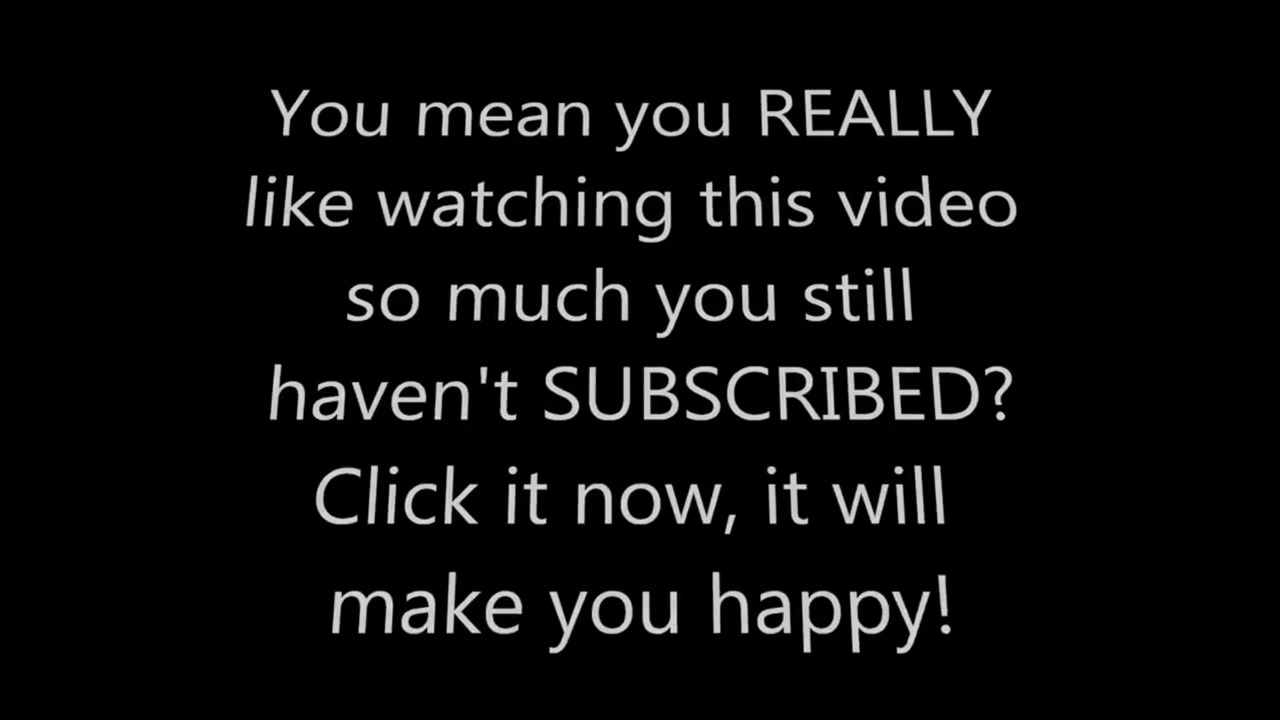 You mean you REALLY
like watching this video
so much you still
haven't SUBSCRIBED?
Click it now, it will
make you happy!